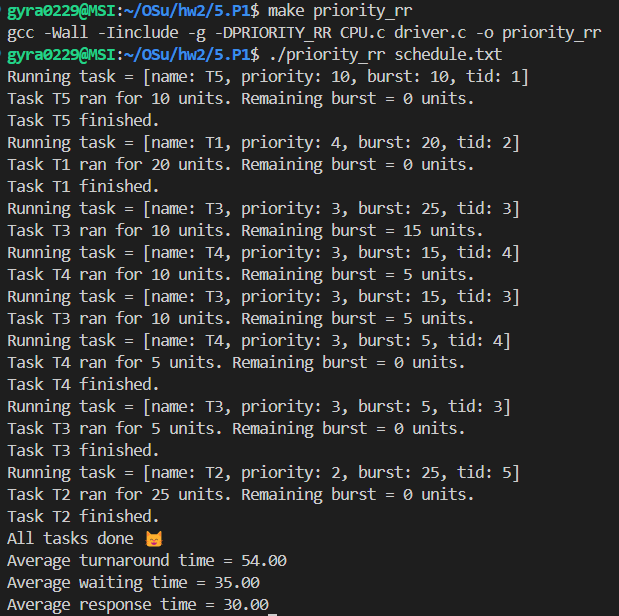 gyra0229@MSI:~/OSu/hw2/5.P1$ make priority_rr
gcc -Wall -Iinclude -g -DPRIORITY_RR CPU.c driver.c -o priority_rr
gyra0229@MSI:~/OSu/hw2/5.P1$ ./priority_rr schedule.txt
Running task = [name: T5, priority: 10, burst: 10, tid: 1]
Task T5 ran for 10 units. Remaining burst = 0 units.
Task T5 finished.
Running task = [name: T1, priority: 4, burst: 20, tid: 2]
Task T1 ran for 20 units. Remaining burst = 0 units.
Task T1 finished.
Running task = [name: T3, priority: 3, burst: 25, tid: 3]
Task T3 ran for 10 units. Remaining burst = 15 units.
Running task = [name: T4, priority: 3, burst: 15, tid: 4]
Task T4 ran for 10 units. Remaining burst = 5 units.
Running task = [name: T3, priority: 3, burst: 15, tid: 3]
Task T3 ran for 10 units. Remaining burst = 5 units.
Running task = [name: T4, priority: 3, burst: 5, tid: 4]
Task T4 ran for 5 units. Remaining burst = 0 units.
Task T4 finished.
Running task = [name: T3, priority: 3, burst: 5, tid: 3]
Task T3 ran for 5 units. Remaining burst = 0 units.
Task T3 finished.
Running task = [name: T2, priority: 2, burst: 25, tid: 5]
Task T2 ran for 25 units. Remaining burst = 0 units.
Task T2 finished.
All tasks done 😸
Average turnaround time = 54.00
Average waiting time = 35.00
Average response time = 30.00